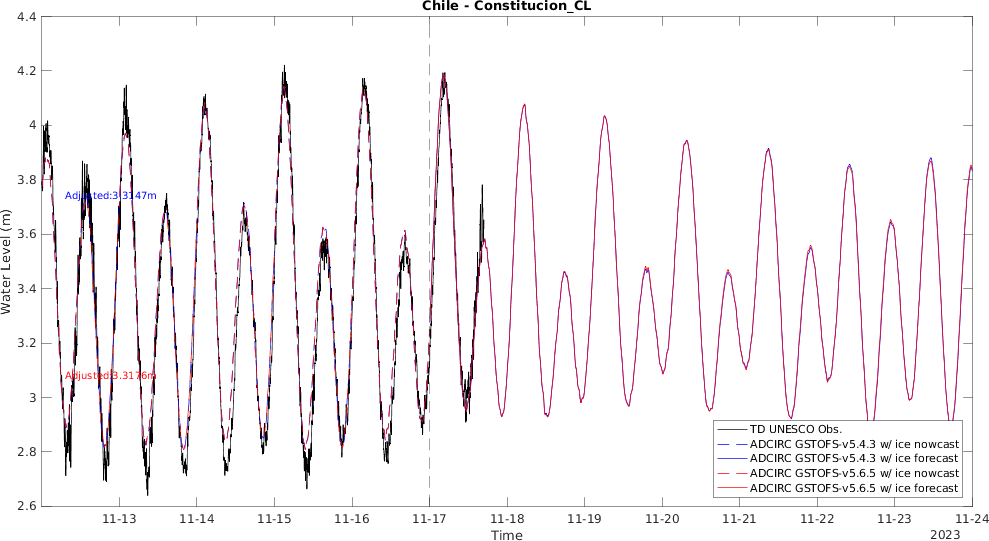 Chile - Constitucion_CL
4.4
4.2
4
3.8
3.6
3.4
3.2
3
2.8
2.6
Water Level (m)
Adjusted:3.3147m
Adjusted:3.3176m
TD UNESCO Obs.
ADCIRC GSTOFS-v5.4.3 w/ ice nowcast
ADCIRC GSTOFS-v5.4.3 w/ ice forecast
ADCIRC GSTOFS-v5.6.5 w/ ice nowcast
ADCIRC GSTOFS-v5.6.5 w/ ice forecast
11-13 11-14 11-15 11-16 11-17 11-18 11-19 11-20 11-21 11-22 11-23 11-24
Time
2023